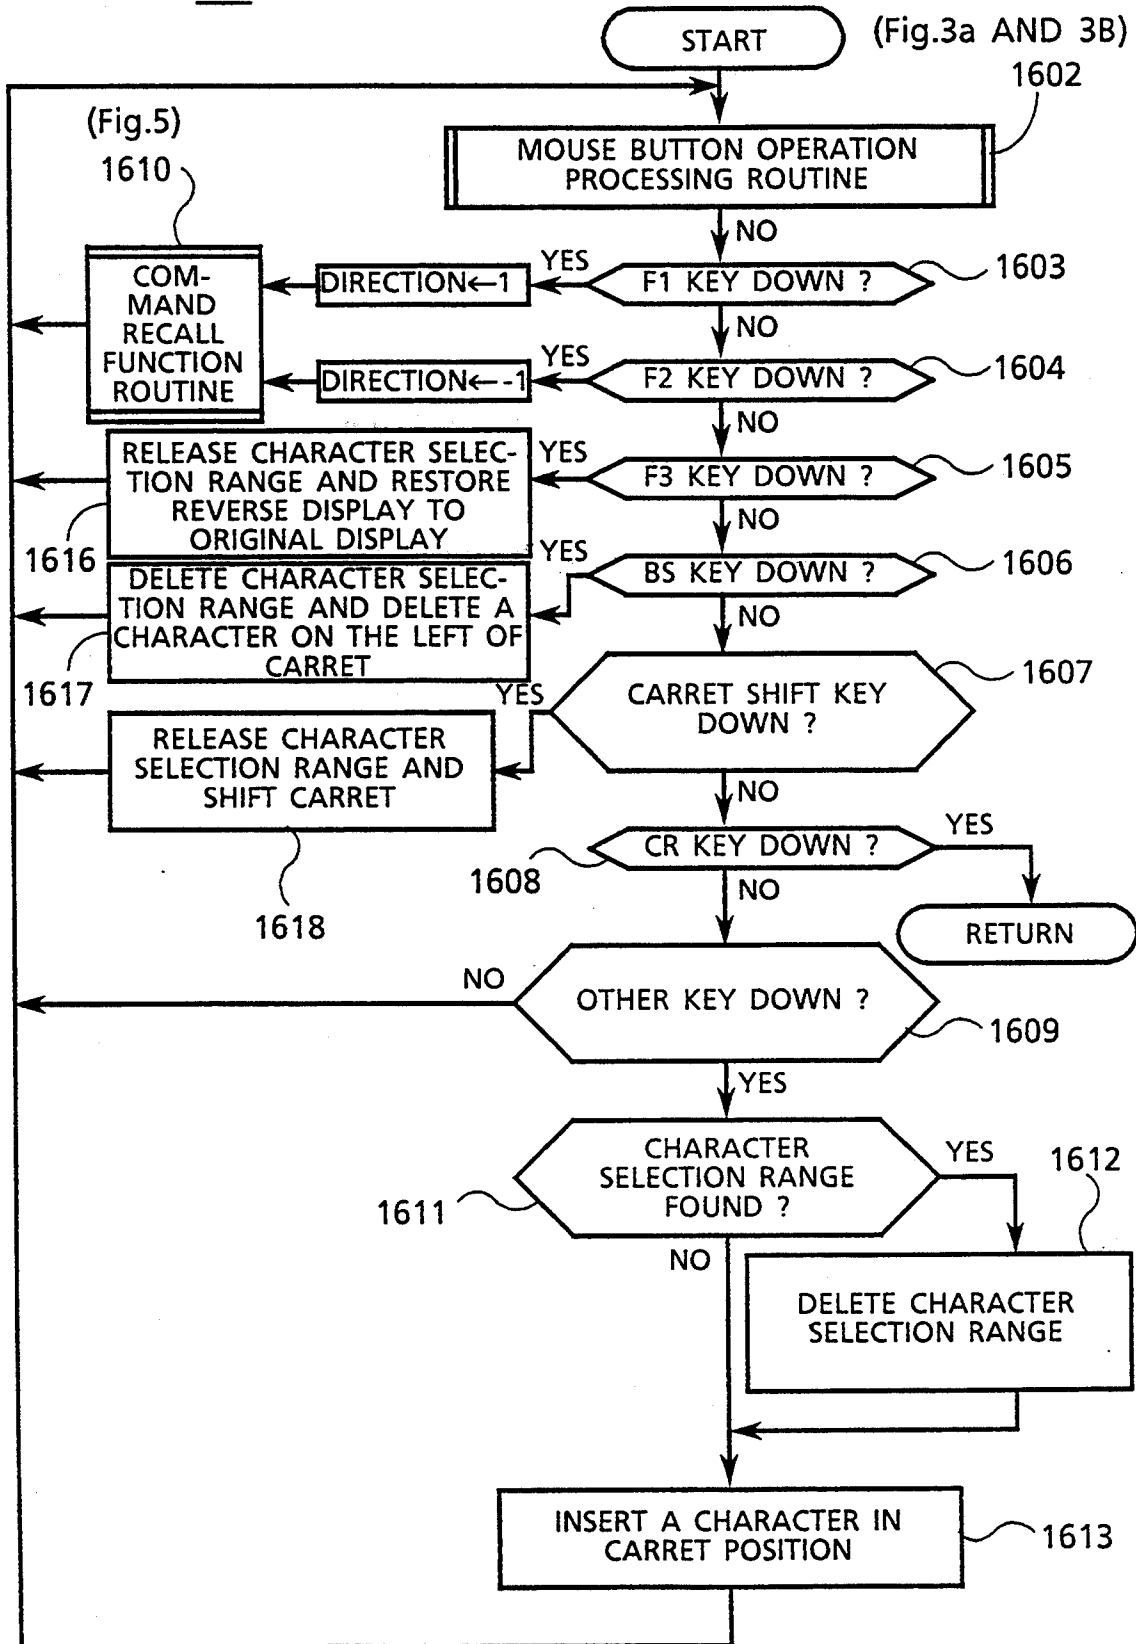 START
(Fig.3a AND 3B)
1602
(Fig.5)
1610
MOUSE BUTTON OPERATION
PROCESSING ROUTINE
NO
COM-
MAND
RECALL
FUNCTION
ROUTINE
DIRECTION←1
YES
F1 KEY DOWN ?
1603
NO
DIRECTION←-1
YES
F2 KEY DOWN ?
1604
NO
RELEASE CHARACTER SELEC-
TION RANGE AND RESTORE
REVERSE DISPLAY TO
ORIGINAL DISPLAY
1616
YES
F3 KEY DOWN ?
1605
NO
DELETE CHARACTER SELEC-
TION RANGE AND DELETE A
CHARACTER ON THE LEFT OF
CARRET
1617
YES
BS KEY DOWN ?
1606
NO
YES
CARRET SHIFT KEY
DOWN ?
1607
RELEASE CHARACTER
SELECTION RANGE AND
SHIFT CARRET
1618
NO
CR KEY DOWN ?
1608
YES
RETURN
NO
NO
OTHER KEY DOWN ?
1609
YES
CHARACTER
SELECTION RANGE
FOUND ?
1611
YES
1612
NO
DELETE CHARACTER
SELECTION RANGE
INSERT A CHARACTER IN
CARRET POSITION
1613